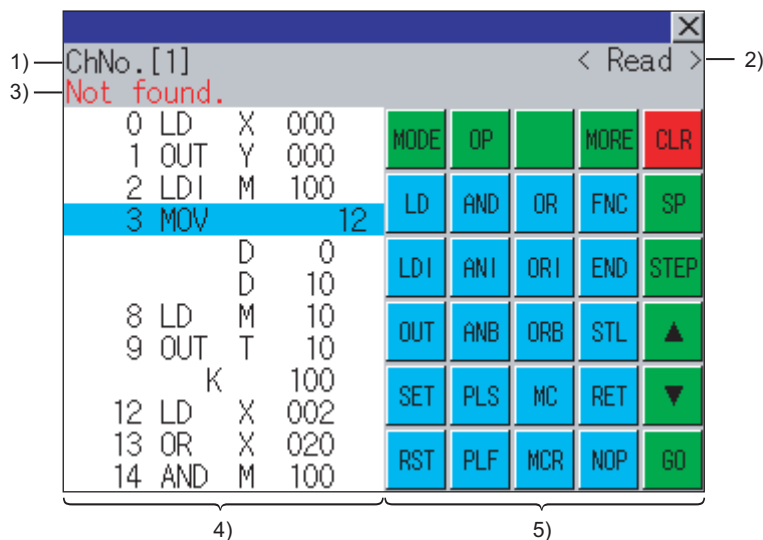 1) ChNo.[1] < Read > 2)
3) Not found.
0 LD X 000
1 OUT Y 000
2 LDI M 100
3 MOV 12
D 0
D 10
8 LD M 10
9 OUT T 10
K 100
12 LD X 002
13 OR X 020
14 AND M 100
MODE OP MORE CLR
LD AND OR FNC SP
LDI ANI ORI END STEP
OUT ANB ORB STL ▲
SET PLS MC RET ▼
RST PLF MCR NOP GO
4) 5)